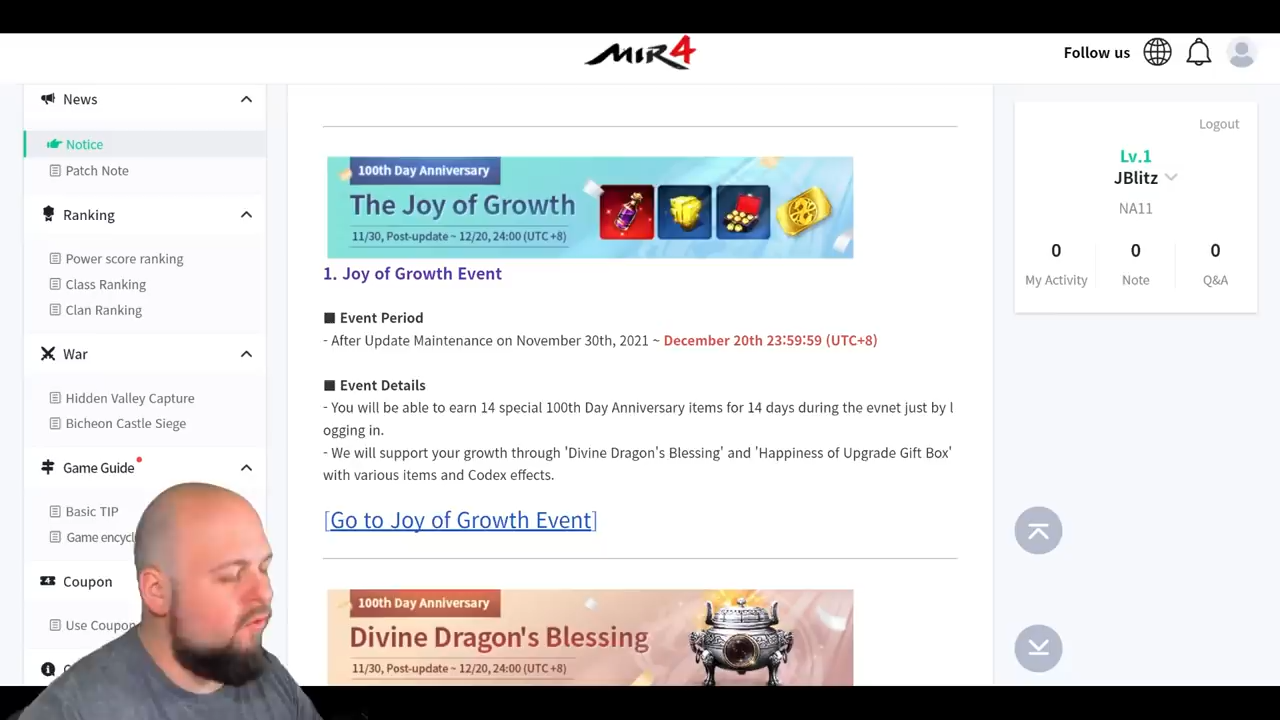 MIR4
Follow us
News
Notice
Patch Note
Ranking
Power score ranking
Class Ranking
Clan Ranking
War
Hidden Valley Capture
Bicheon Castle Siege
Game Guide
Basic TIP
Game encyc
Coupon
Use Coupon
100th Day Anniversary
The Joy of Growth
11/30, Post-update ~ 12/20, 24:00 (UTC +8)
1. Joy of Growth Event
■ Event Period
- After Update Maintenance on November 30th, 2021 ~ December 20th 23:59:59 (UTC+8)
■ Event Details
- You will be able to earn 14 special 100th Day Anniversary items for 14 days during the evnet just by l
ogging in.
- We will support your growth through 'Divine Dragon's Blessing' and 'Happiness of Upgrade Gift Box'
with various items and Codex effects.
[Go to Joy of Growth Event]
100th Day Anniversary
Divine Dragon's Blessing
11/30, Post-update ~ 12/20, 24:00 (UTC +8)
Logout
Lv.1
JBlitz
NA11
0 0 0
My Activity Note Q&A